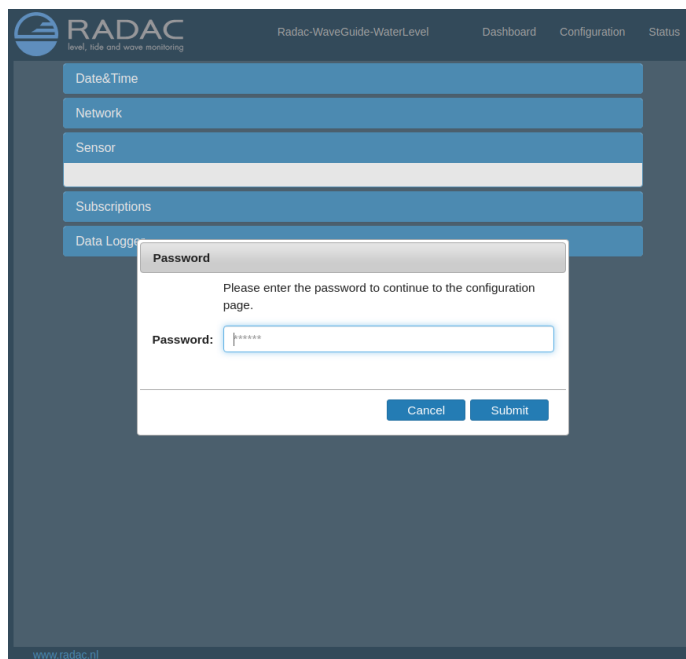 RADAC
level, tide and wave monitoring
Radac-WaveGuide-WaterLevel Dashboard Configuration Status
Date&Time
Network
Sensor
Subscriptions
Data Logger
Password
Please enter the password to continue to the configuration
page.
Password: ******
Cancel Submit
www.radac.nl